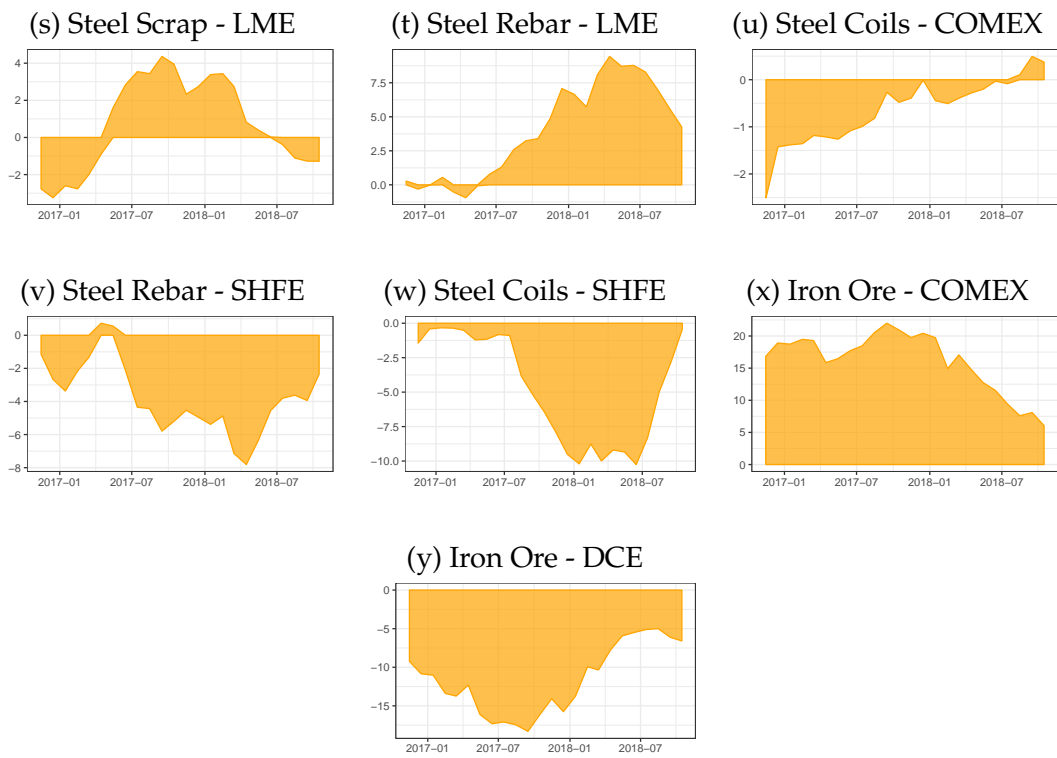 (s) Steel Scrap - LME
(t) Steel Rebar - LME
(u) Steel Coils - COMEX
4
2
0
−2
2017−01 2017−07 2018−01 2018−07
7.5
5.0
2.5
0.0
2017−01 2017−07 2018−01 2018−07
0
−1
−2
2017−01 2017−07 2018−01 2018−07
(v) Steel Rebar - SHFE
(w) Steel Coils - SHFE
(x) Iron Ore - COMEX
0
−2
−4
−6
−8
2017−01 2017−07 2018−01 2018−07
0.0
−2.5
−5.0
−7.5
−10.0
2017−01 2017−07 2018−01 2018−07
20
15
10
5
0
2017−01 2017−07 2018−01 2018−07
(y) Iron Ore - DCE
0
−5
−10
−15
2017−01 2017−07 2018−01 2018−07